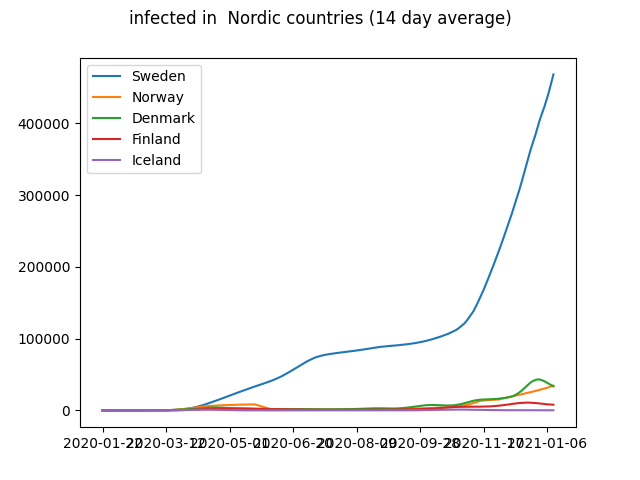 infected in  Nordic countries (14 day average)
Sweden
Norway
Denmark
Finland
Iceland
400000
300000
200000
100000
0
2020-01-22 2020-03-12 2020-05-01 2020-06-20 2020-08-09 2020-09-28 2020-11-17 2021-01-06